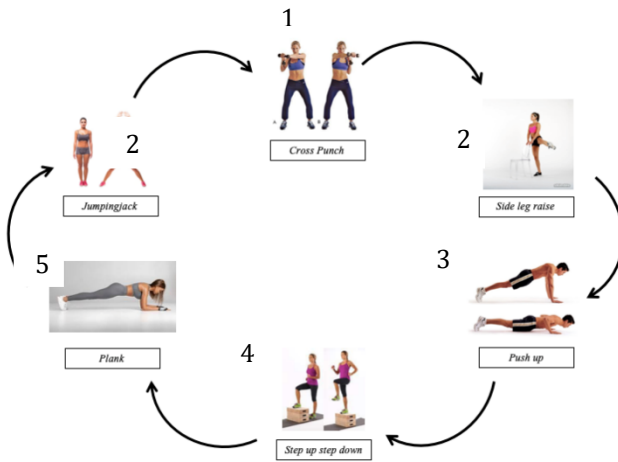 1
Cross Punch
2
Side leg raise
3
Push up
4
Step up step down
5
Plank
2
Jumpingjack